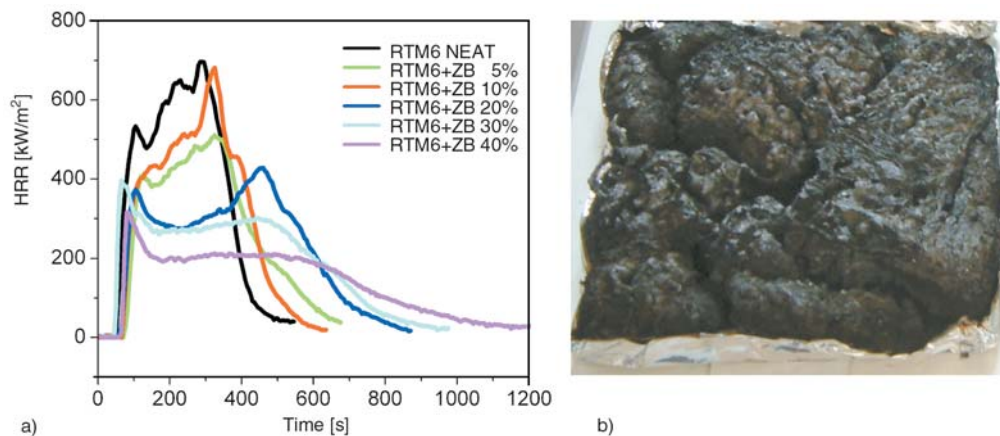 800
600
400
200
0
HRR [kW/m²]
RTM6 NEAT
RTM6+ZB 5%
RTM6+ZB 10%
RTM6+ZB 20%
RTM6+ZB 30%
RTM6+ZB 40%
0 200 400 600 800 1000 1200
Time [s]
a)
b)